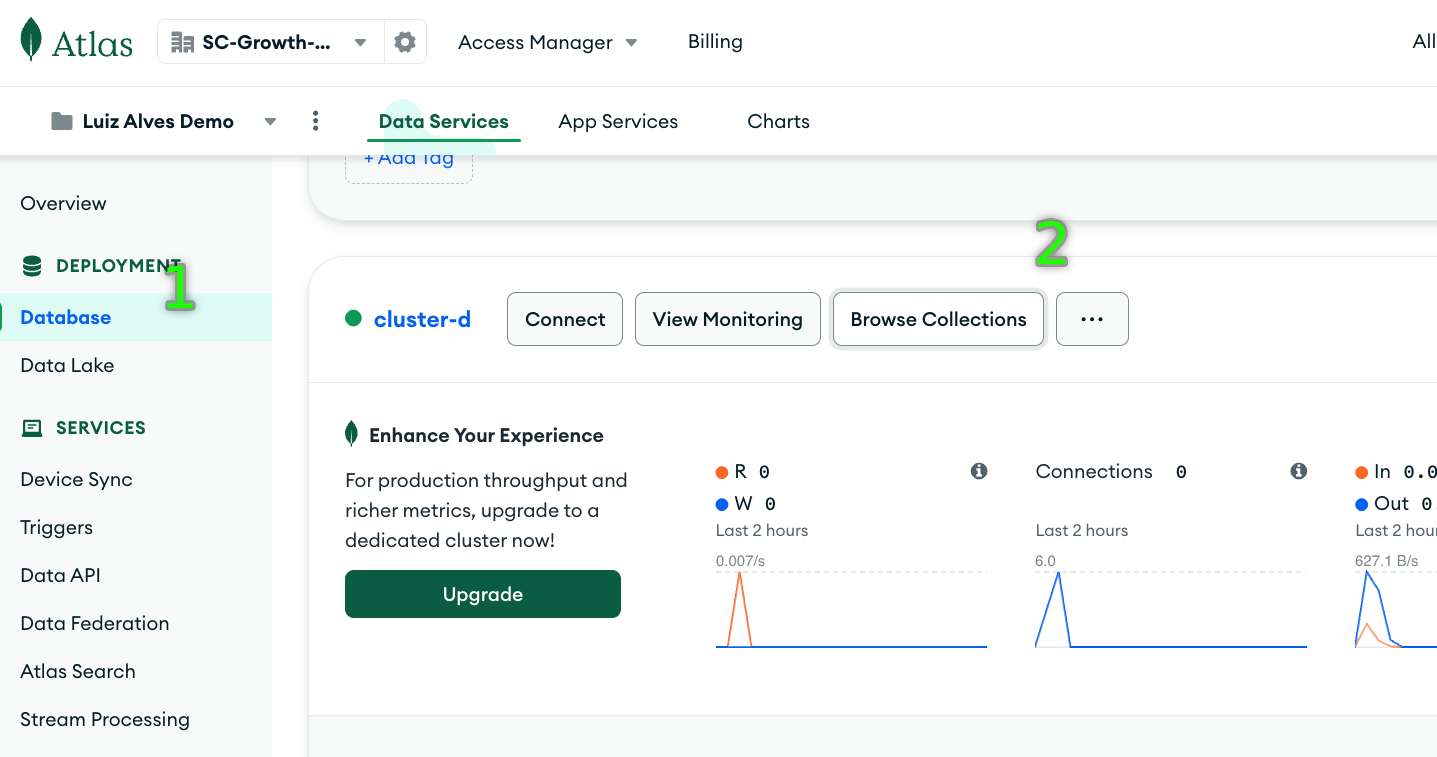 Atlas
SC-Growth-...
Access Manager
Billing
All
Luiz Alves Demo
Data Services
App Services
Charts
+ Add Tag
Overview
DEPLOYMENT
1
Database
Data Lake
SERVICES
Device Sync
Triggers
Data API
Data Federation
Atlas Search
Stream Processing
2
cluster-d
Connect
View Monitoring
Browse Collections
...
Enhance Your Experience
For production throughput and
richer metrics, upgrade to a
dedicated cluster now!
Upgrade
R 0
W 0
Last 2 hours
0.007/s
Connections 0
Last 2 hours
6.0
In 0.0
Out 0.
Last 2 hour
627.1 B/s